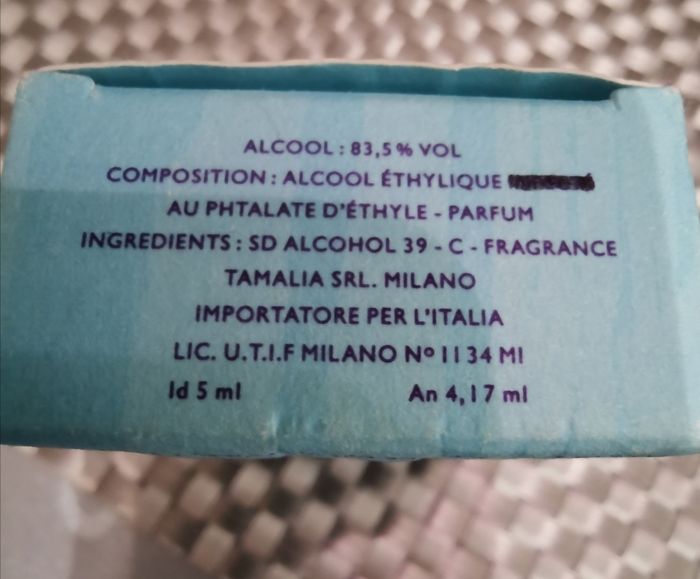 ALCOOL : 83,5 % VOL
COMPOSITION : ALCOOL ÉTHYLIQUE
AU PHTALATE D'ÉTHYLE - PARFUM
INGREDIENTS : SD ALCOHOL 39 - C - FRAGRANCE
TAMALIA SRL. MILANO
IMPORTATORE PER L'ITALIA
LIC. U.T.I.F MILANO Nº 1134 MI
Id 5 ml An 4,17 ml